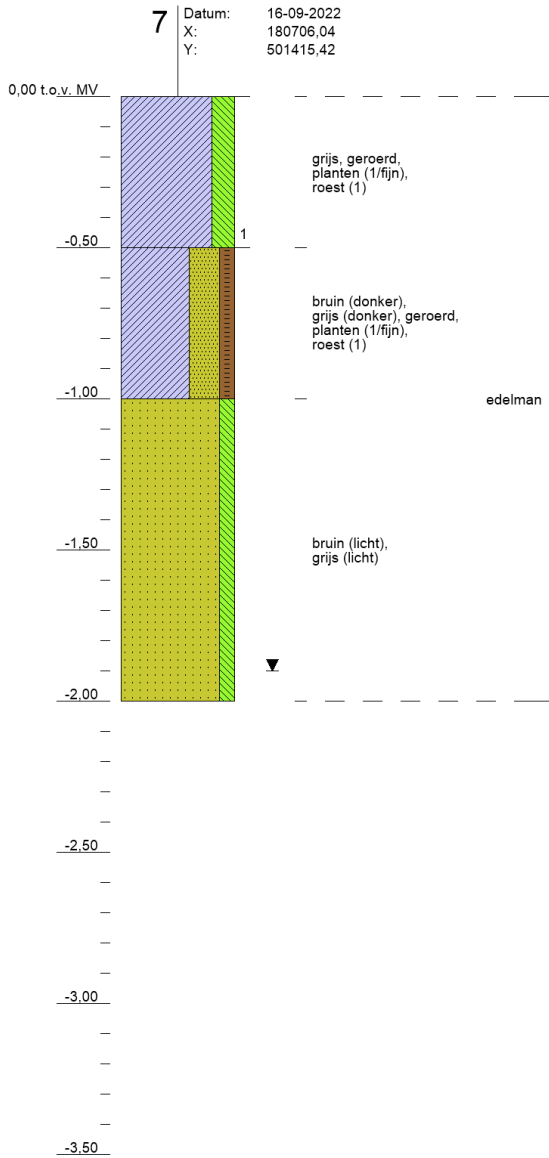 7
Datum: 16-09-2022
X: 180706,04
Y: 501415,42
0,00 t.o.v. MV
grijs, geroerd,
planten (1/fijn),
roest (1)
1
-0,50
bruin (donker),
grijs (donker), geroerd,
planten (1/fijn),
roest (1)
-1,00
edelman
-1,50
bruin (licht),
grijs (licht)
-2,00
-2,50
-3,00
-3,50